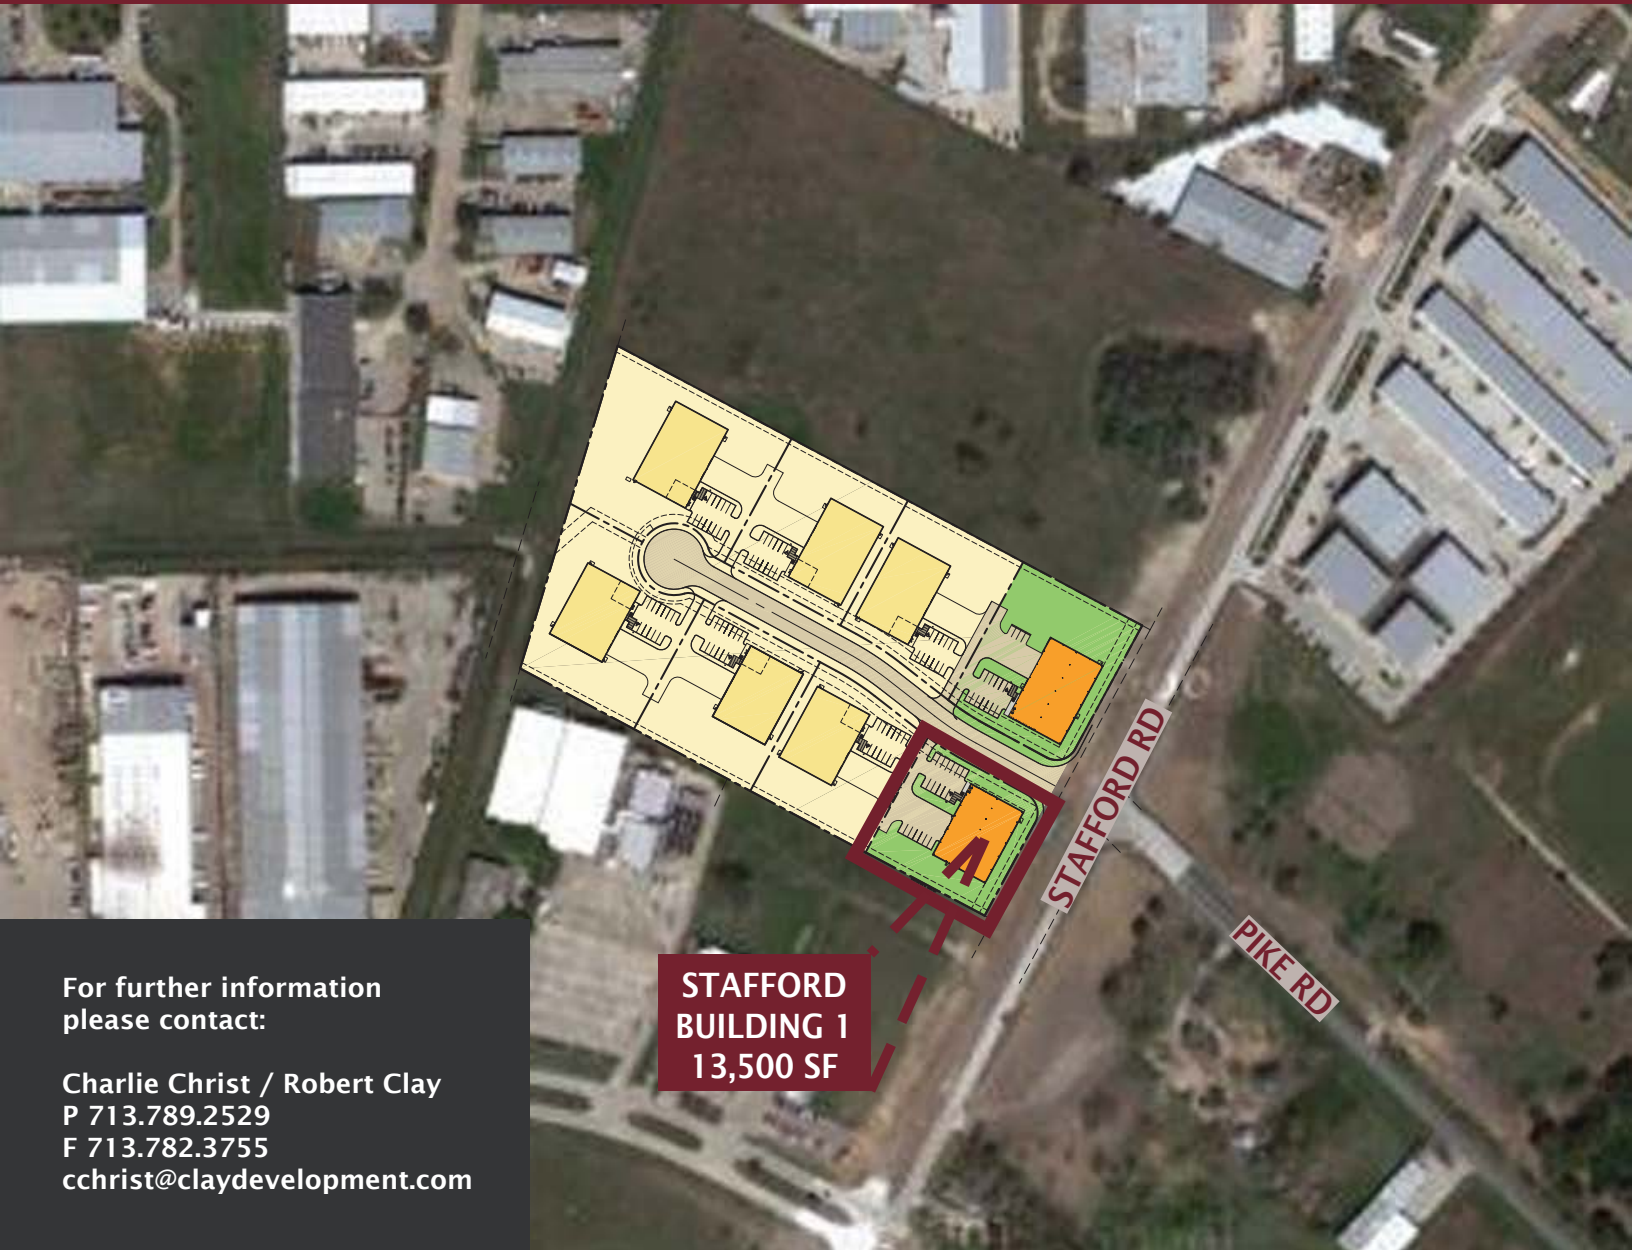 STAFFORD RD
PIKE RD
A
STAFFORD
BUILDING 1
13,500 SF
For further information
please contact:
Charlie Christ / Robert Clay
P 713.789.2529
F 713.782.3755
cchrist@claydevelopment.com